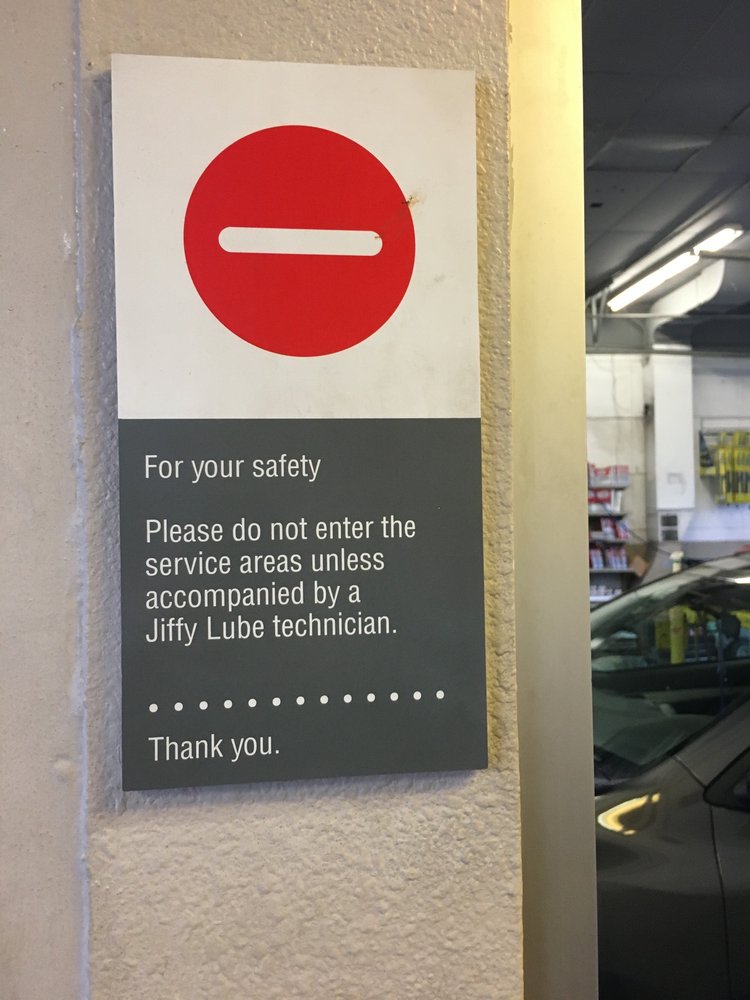 For your safety
Please do not enter the
service areas unless
accompanied by a
Jiffy Lube technician.
Thank you.